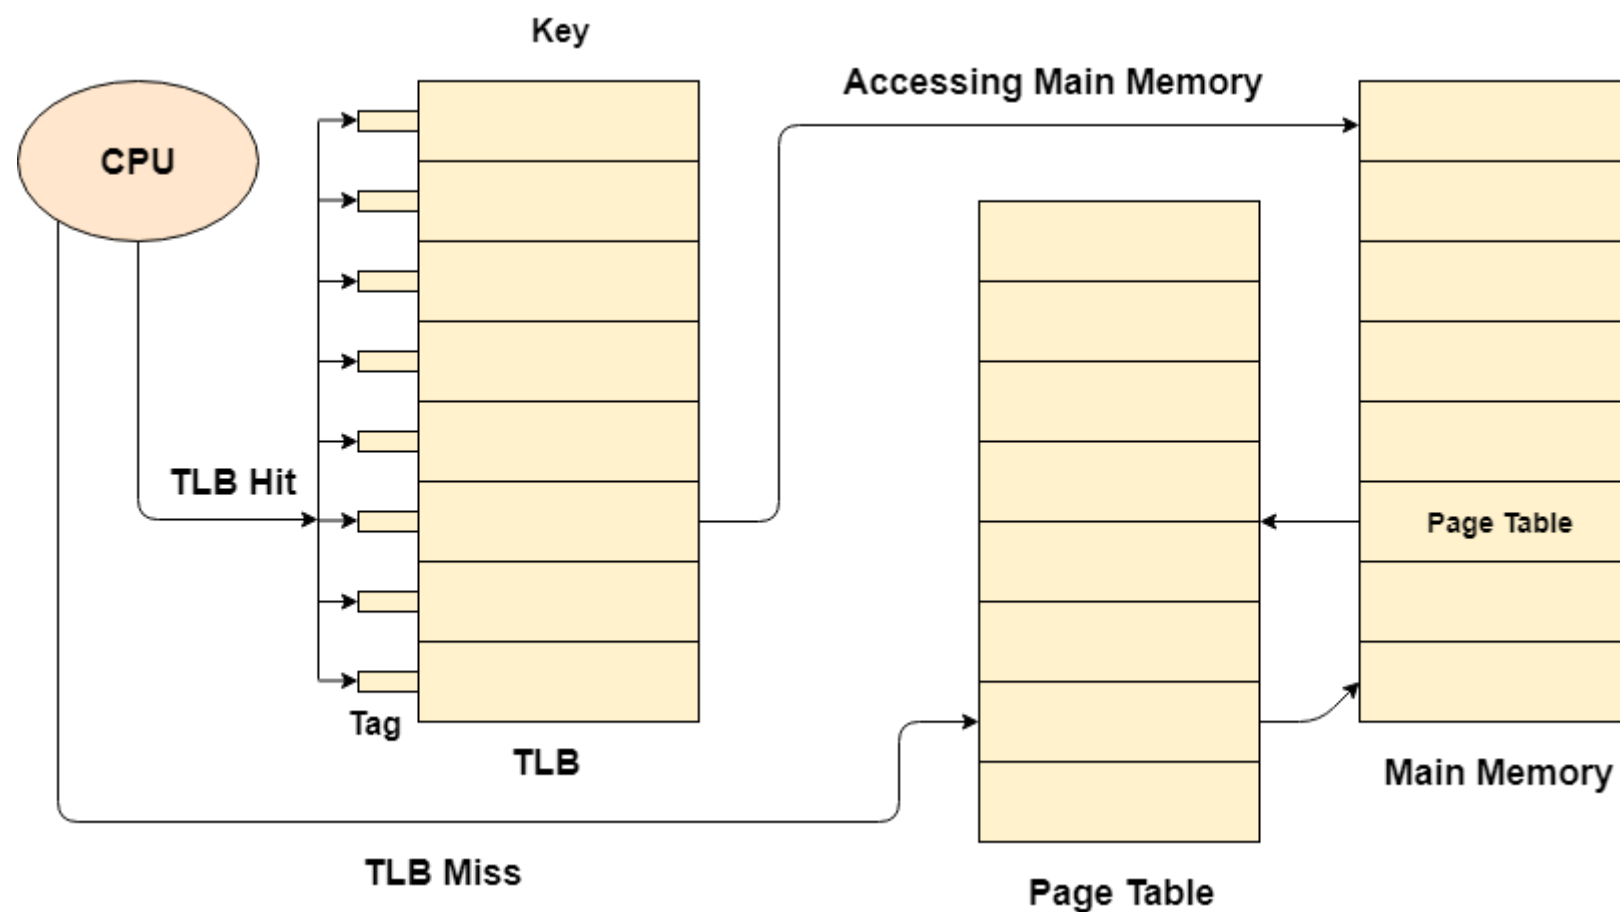 Key
Accessing Main Memory
CPU
TLB Hit
Page Table
Tag
TLB
Main Memory
TLB Miss
Page Table